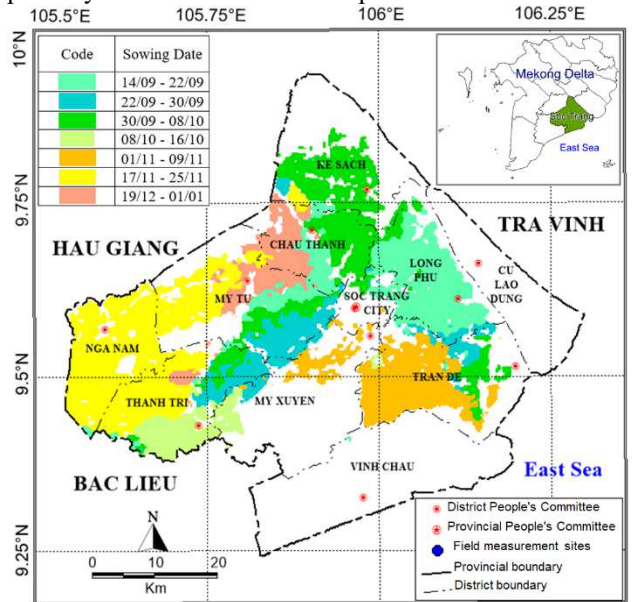 105.5°E 105.75°E 106°E 106.25°E
10°N
9.75°N
9.5°N
9.25°N
Code Sowing Date
14/09 - 22/09
22/09 - 30/09
30/09 - 08/10
08/10 - 16/10
01/11 - 09/11
17/11 - 25/11
19/12 - 01/01
Mekong Delta
Soc Trang
East Sea
KE SACH
TRA VINH
HAU GIANG
CHAU THANH
LONG
PHU
CU
LAO
DUNG
MY TU
SOC TRANG
CITY
NGA NAM
TRAN DE
THANH TRI
MY XUYEN
VINH CHAU
BAC LIEU
East Sea
N
0 10 20
Km
District People's Committee
Provincial People's Committee
Field measurement sites
Provincial boundary
District boundary